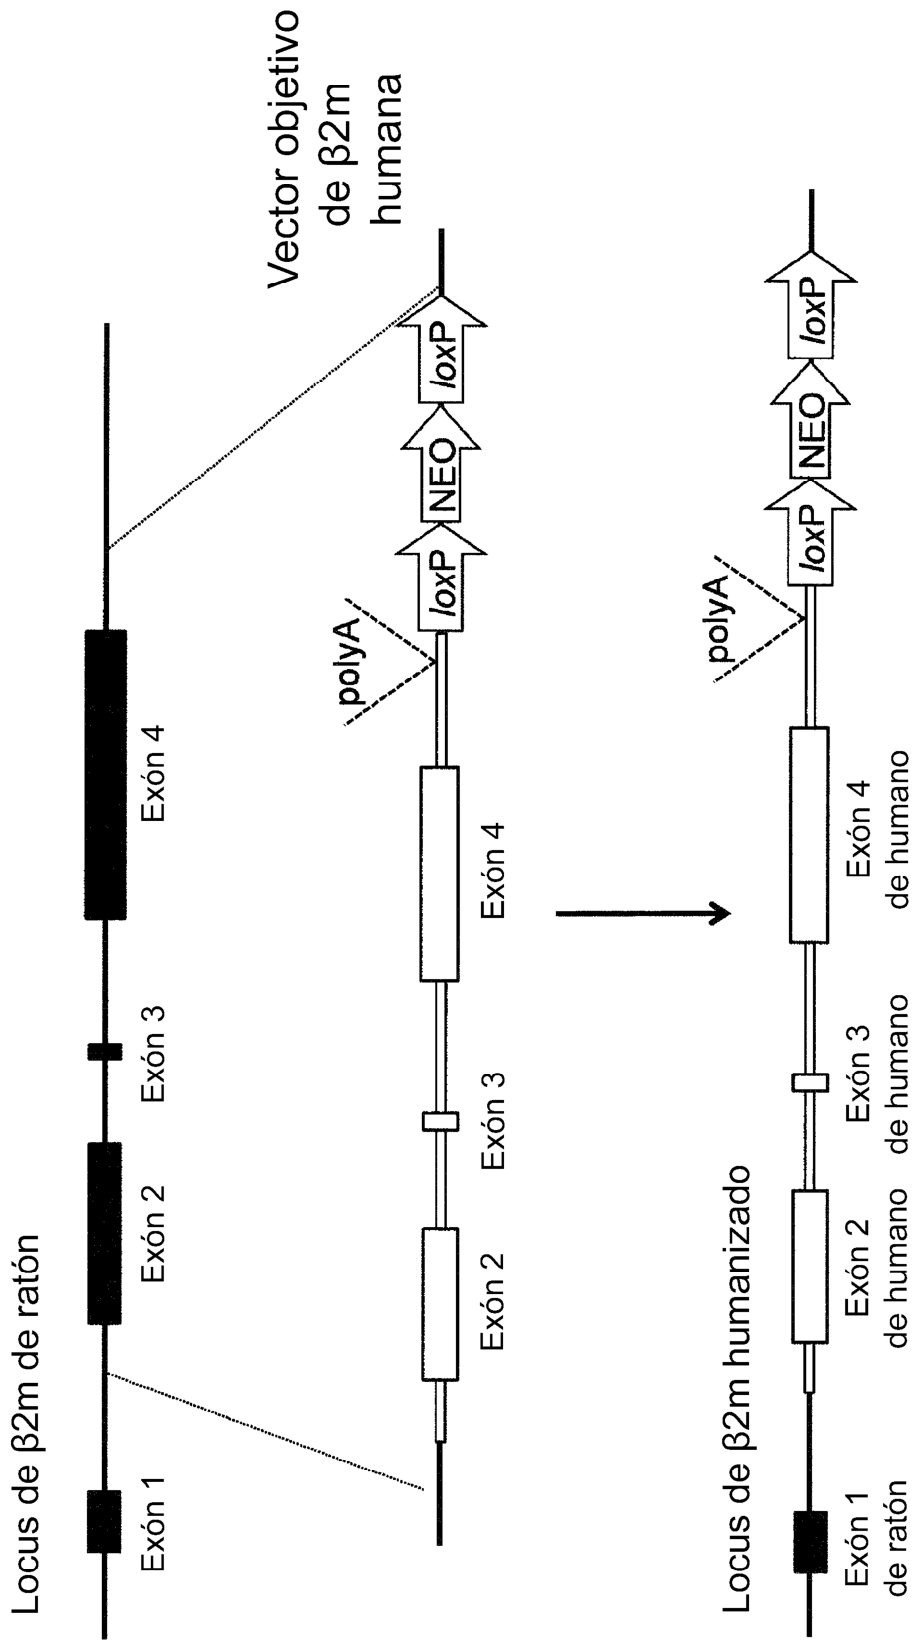 Locus de β2m de ratón
Exón 1
Exón 2
Exón 3
Exón 4
Vector objetivo
de β2m
humana
Exón 2
Exón 3
Exón 4
polyA
loxP
NEO
loxP
Locus de β2m humanizado
Exón 1
de ratón
Exón 2
de humano
Exón 3
de humano
Exón 4
de humano
polyA
loxP
NEO
loxP